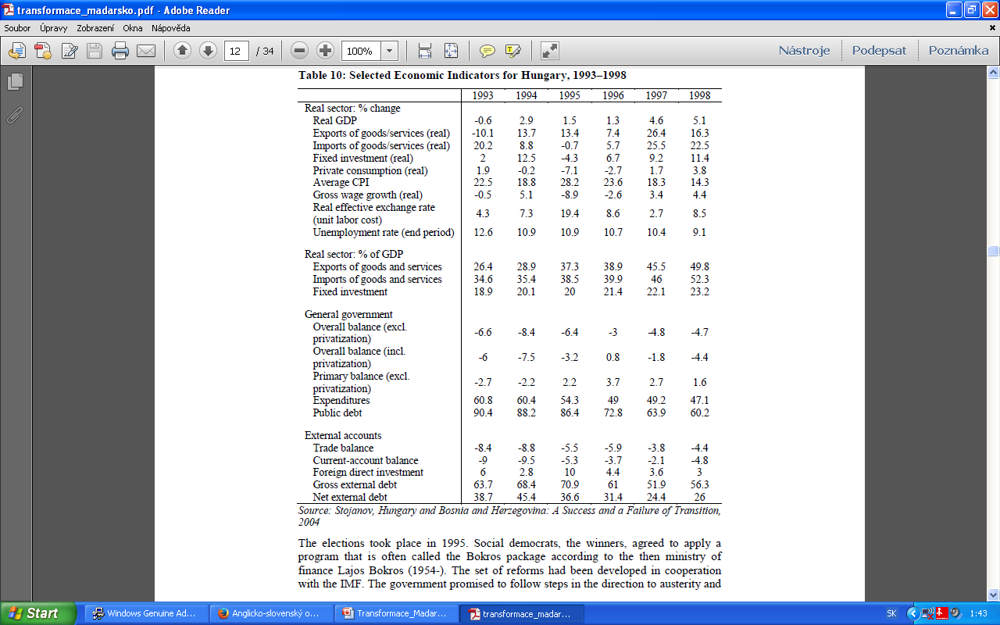 transformace_madarsko.pdf - Adobe Reader
Soubor Úpravy Zobrazení Okna Nápověda
12 / 34 100% Nástroje Podepsat Poznámka
Table 10: Selected Economic Indicators for Hungary, 1993–1998
1993 1994 1995 1996 1997 1998
Real sector: % change
Real GDP -0.6 2.9 1.5 1.3 4.6 5.1
Exports of goods/services (real) -10.1 13.7 13.4 7.4 26.4 16.3
Imports of goods/services (real) 20.2 8.8 -0.7 5.7 25.5 22.5
Fixed investment (real) 2 12.5 -4.3 6.7 9.2 11.4
Private consumption (real) 1.9 -0.2 -7.1 -2.7 1.7 3.8
Average CPI 22.5 18.8 28.2 23.6 18.3 14.3
Gross wage growth (real) -0.5 5.1 -8.9 -2.6 3.4 4.4
Real effective exchange rate
(unit labor cost) 4.3 7.3 19.4 8.6 2.7 8.5
Unemployment rate (end period) 12.6 10.9 10.9 10.7 10.4 9.1
Real sector: % of GDP
Exports of goods and services 26.4 28.9 37.3 38.9 45.5 49.8
Imports of goods and services 34.6 35.4 38.5 39.9 46 52.3
Fixed investment 18.9 20.1 20 21.4 22.1 23.2
General government
Overall balance (excl.
privatization) -6.6 -8.4 -6.4 -3 -4.8 -4.7
Overall balance (incl.
privatization) -6 -7.5 -3.2 0.8 -1.8 -4.4
Primary balance (excl.
privatization) -2.7 -2.2 2.2 3.7 2.7 1.6
Expenditures 60.8 60.4 54.3 49 49.2 47.1
Public debt 90.4 88.2 86.4 72.8 63.9 60.2
External accounts
Trade balance -8.4 -8.8 -5.5 -5.9 -3.8 -4.4
Current-account balance -9 -9.5 -5.3 -3.7 -2.1 -4.8
Foreign direct investment 6 2.8 10 4.4 3.6 3
Gross external debt 63.7 68.4 70.9 61 51.9 56.3
Net external debt 38.7 45.4 36.6 31.4 24.4 26
Source: Stojanov, Hungary and Bosnia and Herzegovina: A Success and a Failure of Transition,
2004
The elections took place in 1995. Social democrats, the winners, agreed to apply a
program that is often called the Bokros package according to the then ministry of
finance Lajos Bokros (1954-). The set of reforms had been developed in cooperation
with the IMF. The government promised to follow steps in the direction to austerity and
Start Windows Genuine Ad... Anglicko-slovenský o... Transformace_Madar... transformace_madar... SK 1:43